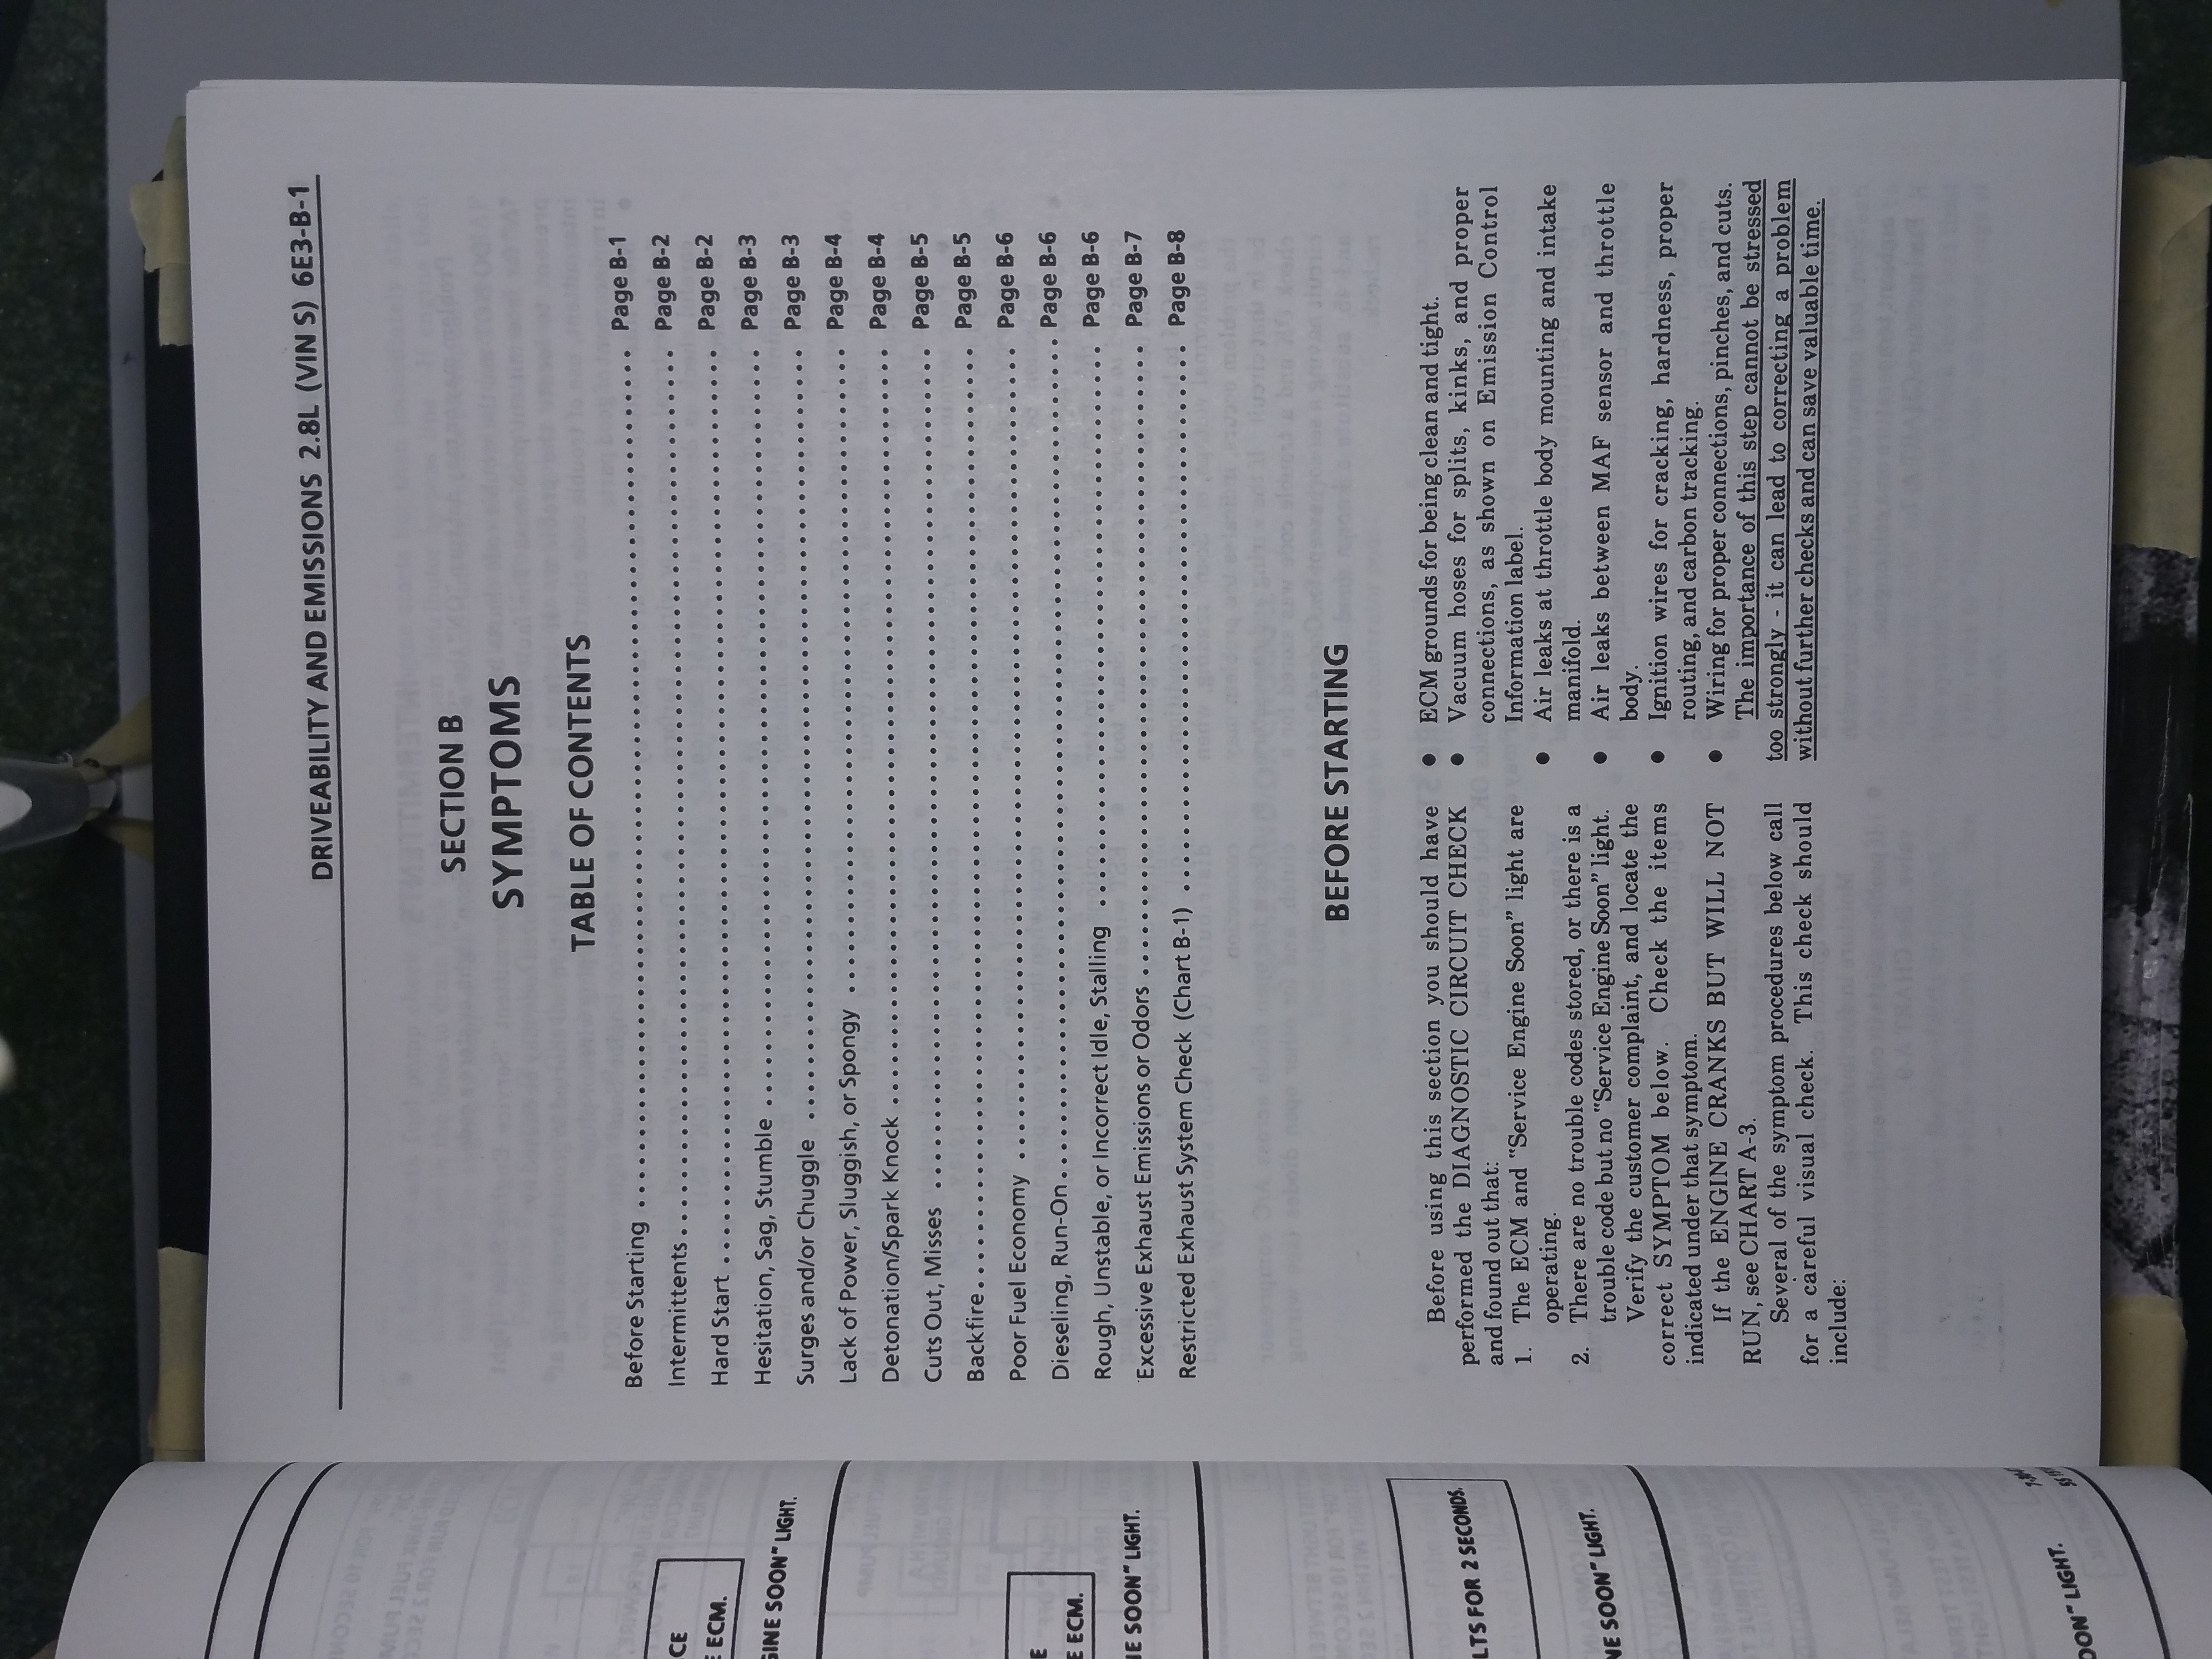 DRIVEABILITY AND EMISSIONS 2.8L (VIN S) 6E3-B-1
SECTION B
SYMPTOMS
TABLE OF CONTENTS
Before Starting ........ Page B-1
Intermittents ........ Page B-2
Hard Start ........ Page B-2
Hesitation, Sag, Stumble ........ Page B-3
Surges and/or Chuggle ........ Page B-3
Lack of Power, Sluggish, or Spongy ........ Page B-4
Detonation/Spark Knock ........ Page B-4
Cuts Out, Misses ........ Page B-5
Backfire ........ Page B-5
Poor Fuel Economy ........ Page B-6
Dieseling, Run-On ........ Page B-6
Rough, Unstable, or Incorrect Idle, Stalling ........ Page B-6
Excessive Exhaust Emissions or Odors ........ Page B-7
Restricted Exhaust System Check (Chart B-1) ........ Page B-8
BEFORE STARTING
Before using this section you should have
performed the DIAGNOSTIC CIRCUIT CHECK
and found out that:
1. The ECM and "Service Engine Soon" light are
operating.
2. There are no trouble codes stored, or there is a
trouble code but no "Service Engine Soon" light.
Verify the customer complaint, and locate the
correct SYMPTOM below. Check the items
indicated under that symptom.
If the ENGINE CRANKS BUT WILL NOT
RUN, see CHART A-3.
Several of the symptom procedures below call
for a careful visual check. This check should
include:
● ECM grounds for being clean and tight.
● Vacuum hoses for splits, kinks, and proper
connections, as shown on Emission Control
Information label.
● Air leaks at throttle body mounting and intake
manifold.
● Air leaks between MAF sensor and throttle
body.
● Ignition wires for cracking, hardness, proper
routing, and carbon tracking.
● Wiring for proper connections, pinches, and cuts.
The importance of this step cannot be stressed
too strongly - it can lead to correcting a problem
without further checks and can save valuable time.
CE
E ECM.
GINE SOON" LIGHT.
E
E ECM.
NE SOON" LIGHT.
LTS FOR 2 SECONDS.
NE SOON" LIGHT.
OON" LIGHT.